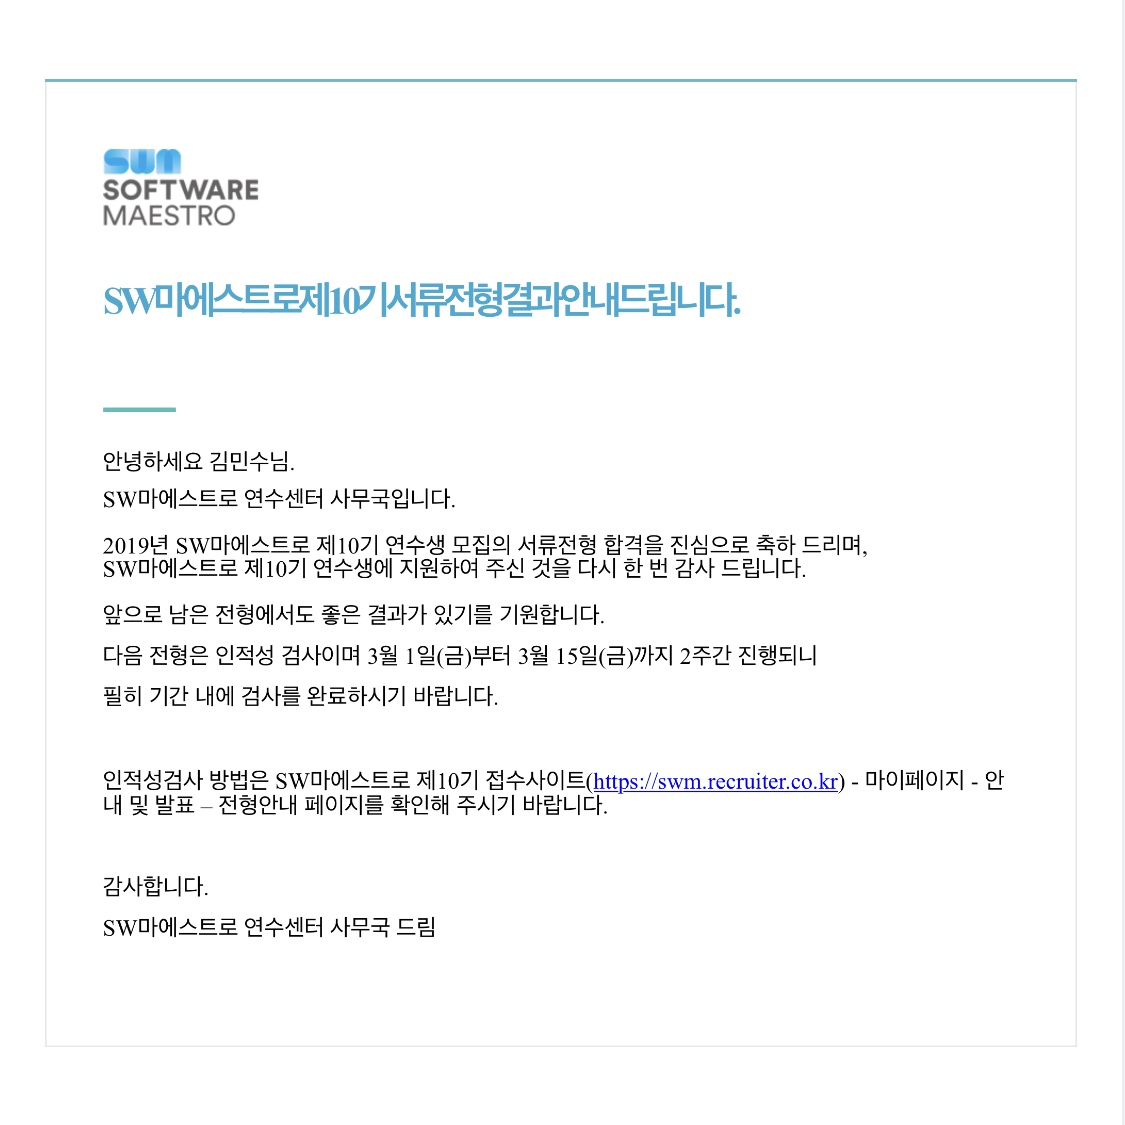 swm
SOFTWARE
MAESTRO
SW마에스트로제10기서류전형결과안내드립니다.
안녕하세요 김민수님.
SW마에스트로 연수센터 사무국입니다.
2019년 SW마에스트로 제10기 연수생 모집의 서류전형 합격을 진심으로 축하 드리며,
SW마에스트로 제10기 연수생에 지원하여 주신 것을 다시 한 번 감사 드립니다.
앞으로 남은 전형에서도 좋은 결과가 있기를 기원합니다.
다음 전형은 인적성 검사이며 3월 1일(금)부터 3월 15일(금)까지 2주간 진행되니
필히 기간 내에 검사를 완료하시기 바랍니다.
인적성검사 방법은 SW마에스트로 제10기 접수사이트(https://swm.recruiter.co.kr) - 마이페이지 - 안
내 및 발표 – 전형안내 페이지를 확인해 주시기 바랍니다.
감사합니다.
SW마에스트로 연수센터 사무국 드림